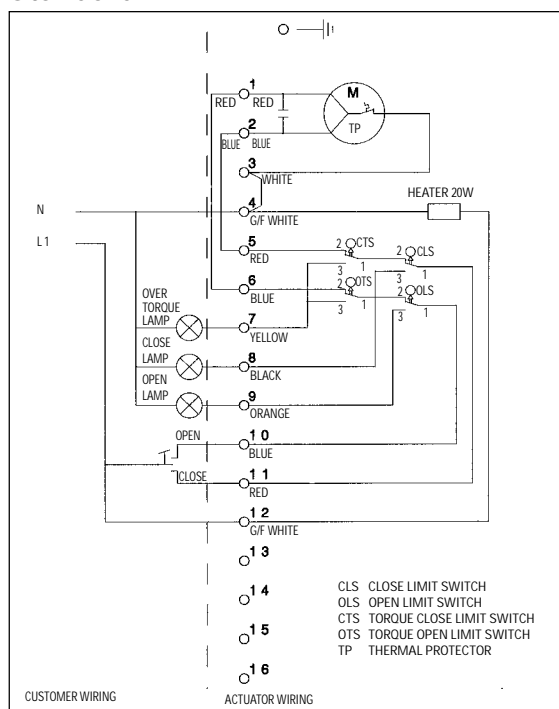 1
RED RED
M
2
BLUE BLUE
TP
3
WHITE
HEATER 20W
N
4
G/F WHITE
L1
5
RED
2 CTS
2 CLS
1
1
3
3
6
BLUE
2 OTS
2 OLS
1
1
3
3
OVER
TORQUE
LAMP
7
YELLOW
CLOSE
LAMP
8
BLACK
OPEN
LAMP
9
ORANGE
OPEN
10
BLUE
CLOSE
11
RED
12
G/F WHITE
13
14
15
16
CLS CLOSE LIMIT SWITCH
OLS OPEN LIMIT SWITCH
CTS TORQUE CLOSE LIMIT SWITCH
OTS TORQUE OPEN LIMIT SWITCH
TP THERMAL PROTECTOR
CUSTOMER WIRING
ACTUATOR WIRING